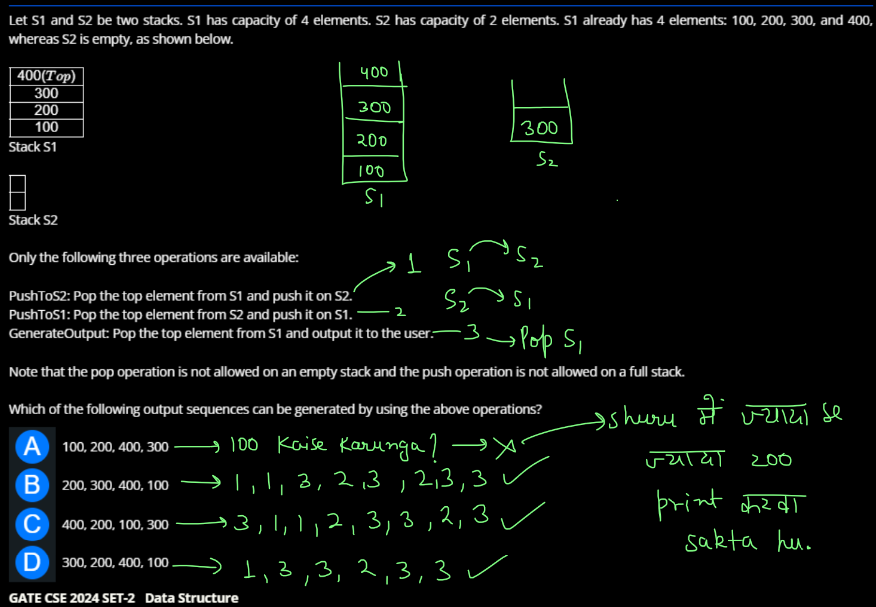 Let S1 and S2 be two stacks. S1 has capacity of 4 elements. S2 has capacity of 2 elements. S1 already has 4 elements: 100, 200, 300, and 400,
whereas S2 is empty, as shown below.
400(Top)
300
200
100
Stack S1
400
300
200
100
S1
300
S2
Stack S2
Only the following three operations are available:
1 S1 S2
PushToS2: Pop the top element from S1 and push it on S2.
S2 S1
PushToS1: Pop the top element from S2 and push it on S1. 2
GenerateOutput: Pop the top element from S1 and output it to the user. 3 → Pop S1
Note that the pop operation is not allowed on an empty stack and the push operation is not allowed on a full stack.
Which of the following output sequences can be generated by using the above operations?
A 100, 200, 400, 300 → 100 Kaise Karunga? → ×
shuru में ज्यादा से
ज्यादा 200
print करवा
sakta hu.
B 200, 300, 400, 100 → 1, 1, 3, 2, 3, 2, 3, 3 ✓
C 400, 200, 100, 300 → 3, 1, 1, 2, 3, 3, 2, 3 ✓
D 300, 200, 400, 100 → 1, 3, 3, 2, 3, 3 ✓
GATE CSE 2024 SET-2 Data Structure